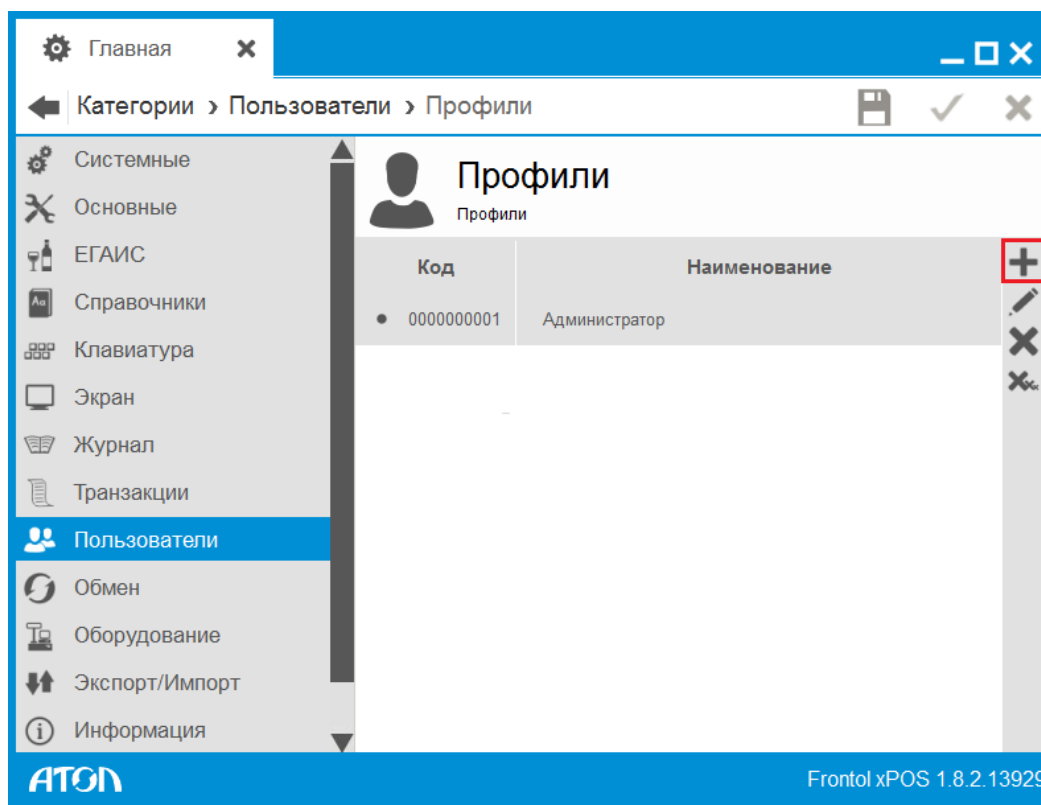 Главная
Категории › Пользователи › Профили
Системные
Основные
ЕГАИС
Справочники
Клавиатура
Экран
Журнал
Транзакции
Пользователи
Обмен
Оборудование
Экспорт/Импорт
Информация
Профили
Профили
Код Наименование
0000000001 Администратор
ATOL
Frontol xPOS 1.8.2.13929